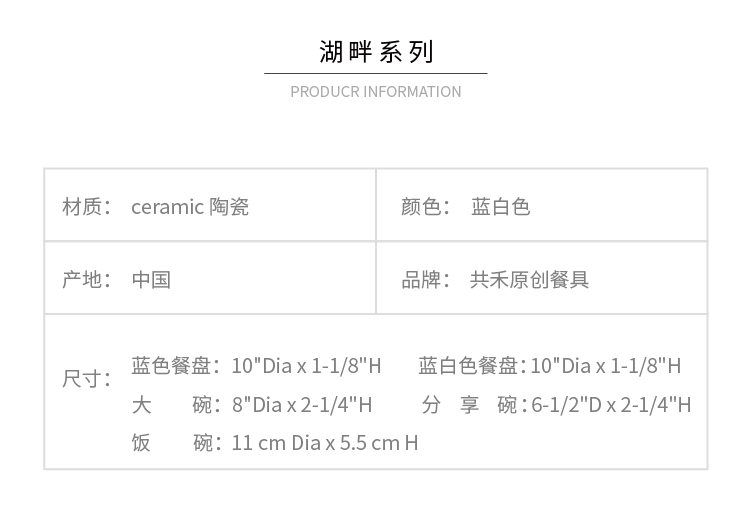 湖畔系列
PRODUCR INFORMATION
材质： ceramic 陶瓷 颜色： 蓝白色
产地： 中国 品牌： 共禾原创餐具
尺寸：
蓝色餐盘：10"Dia x 1-1/8"H 蓝白色餐盘：10"Dia x 1-1/8"H
大 碗：8"Dia x 2-1/4"H 分 享 碗：6-1/2"D x 2-1/4"H
饭 碗：11 cm Dia x 5.5 cm H